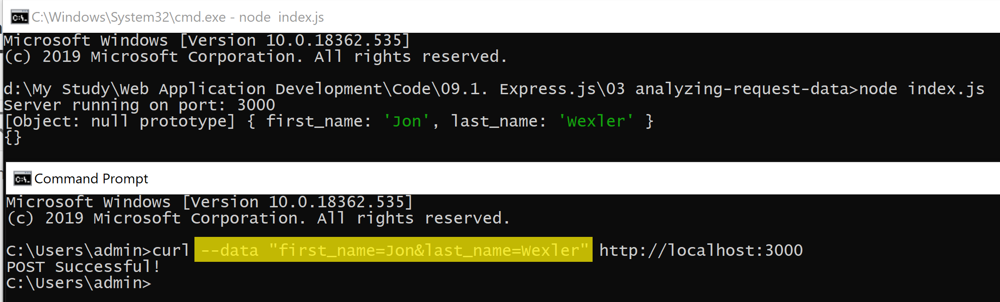 C:\Windows\System32\cmd.exe - node  index.js
Microsoft Windows [Version 10.0.18362.535]
(c) 2019 Microsoft Corporation. All rights reserved.
d:\My Study\Web Application Development\Code\09.1. Express.js\03 analyzing-request-data>node index.js
Server running on port: 3000
[Object: null prototype] { first_name: 'Jon', last_name: 'Wexler' }
{}
Command Prompt
Microsoft Windows [Version 10.0.18362.535]
(c) 2019 Microsoft Corporation. All rights reserved.
C:\Users\admin>curl --data "first_name=Jon&last_name=Wexler" http://localhost:3000
POST Successful!
C:\Users\admin>